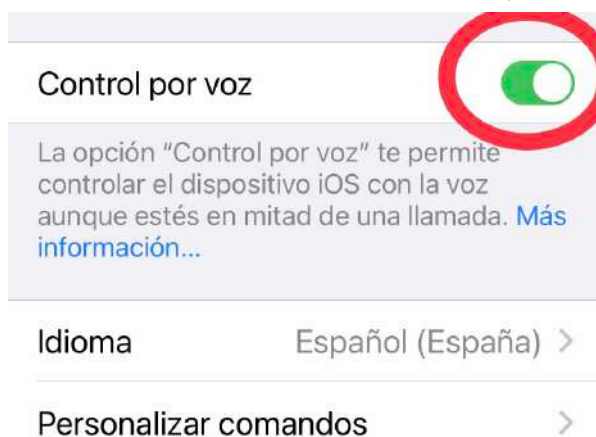 Control por voz
La opción "Control por voz" te permite
controlar el dispositivo iOS con la voz
aunque estés en mitad de una llamada. Más
información...
Idioma Español (España) >
Personalizar comandos >